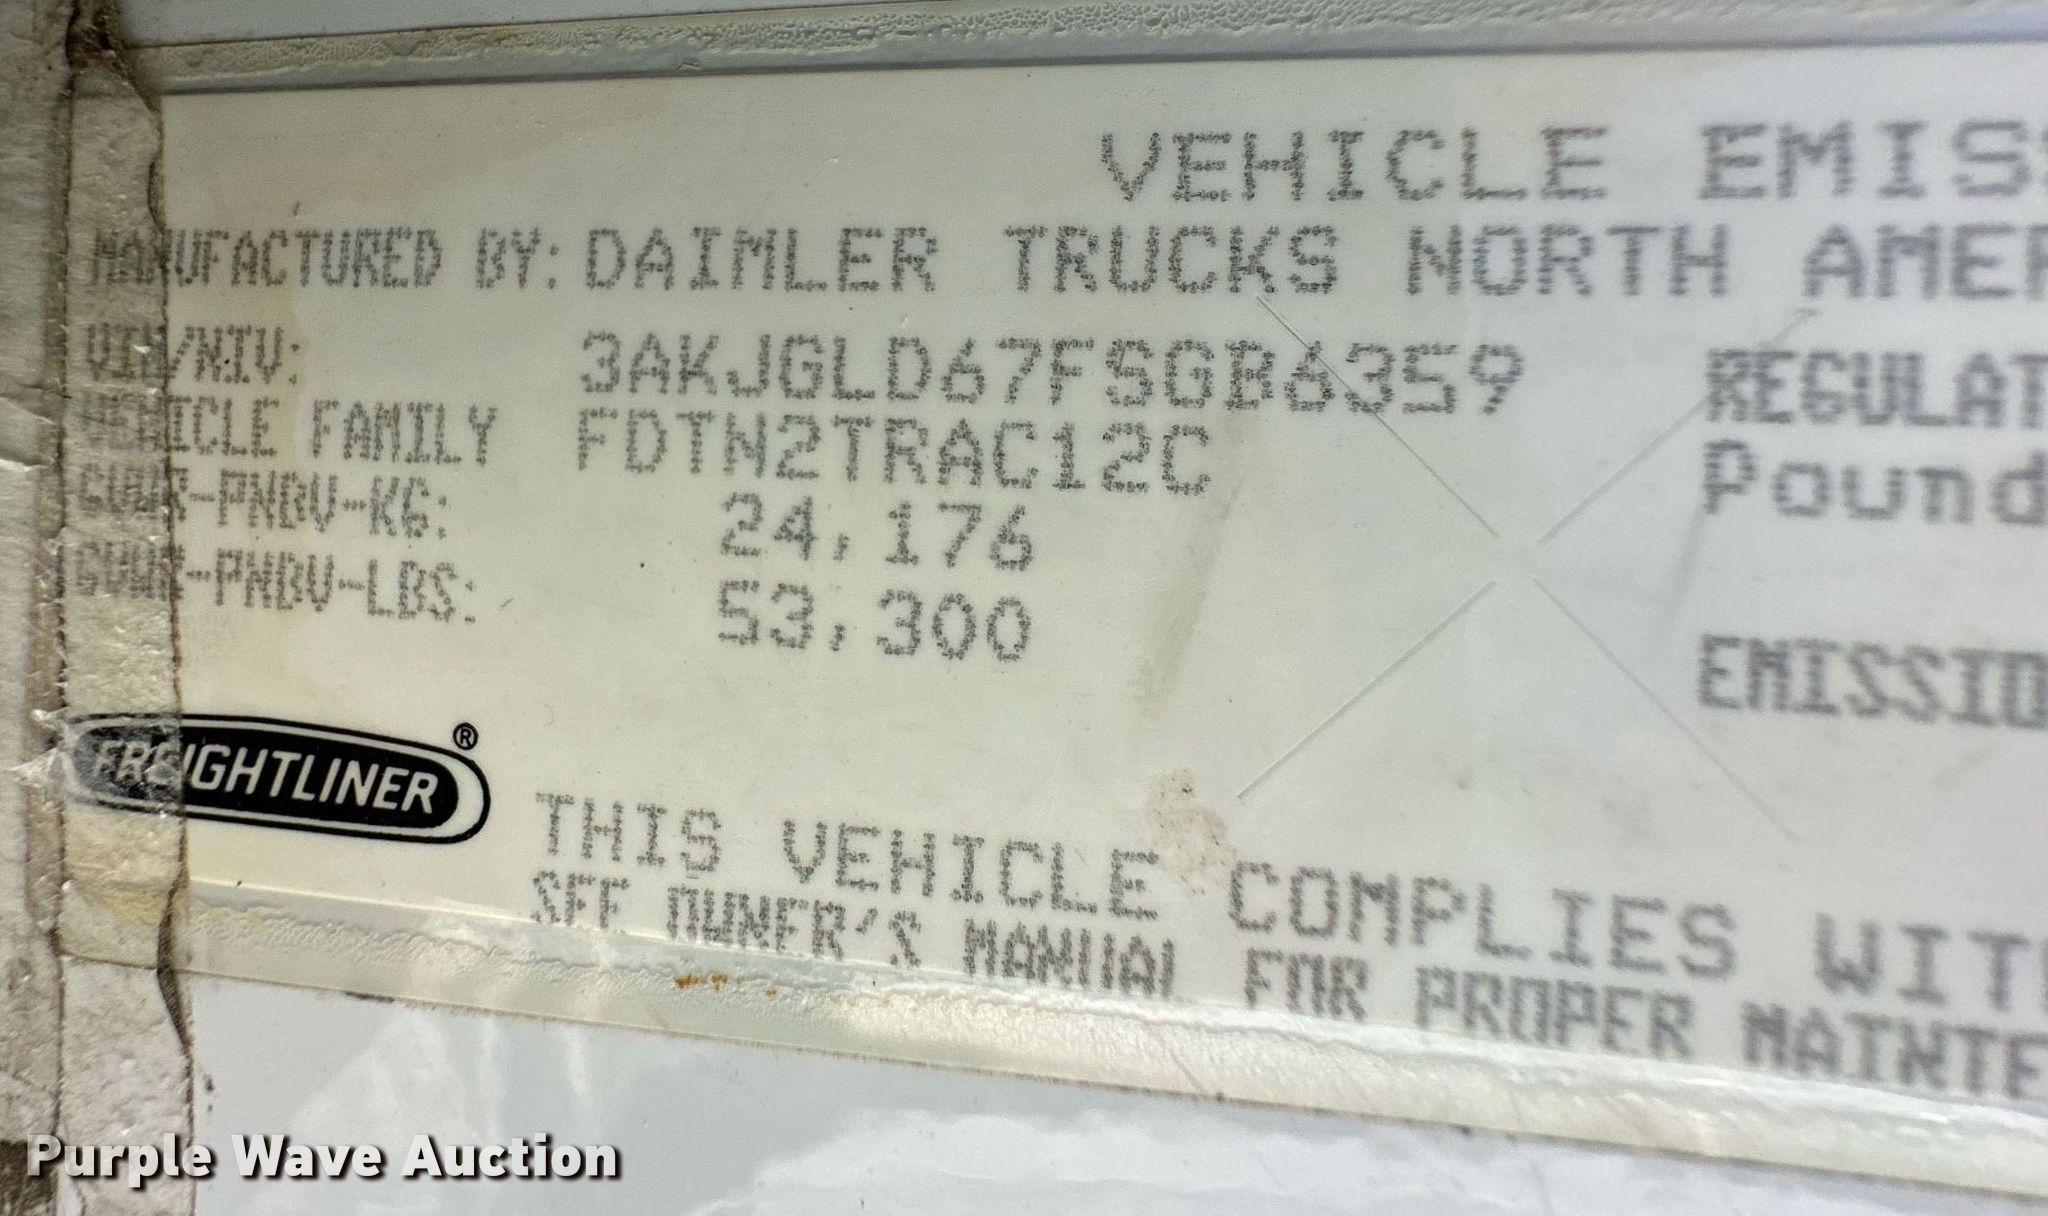 VEHICLE EMIS
MANUFACTURED BY: DAIMLER TRUCKS NORTH AMER
VIN/NIV: 3AKJGLD67FSGB6359 REGULAT
VEHICLE FAMILY FDTN2TRAC12C Pound
GVWR-PNBV-KG: 24,176
GVWR-PNBV-LBS: 53,300
EMISSIO
FREIGHTLINER®
THIS VEHICLE COMPLIES WITH
SEE OWNER'S MANUAL FOR PROPER MAINTE
Purple Wave Auction